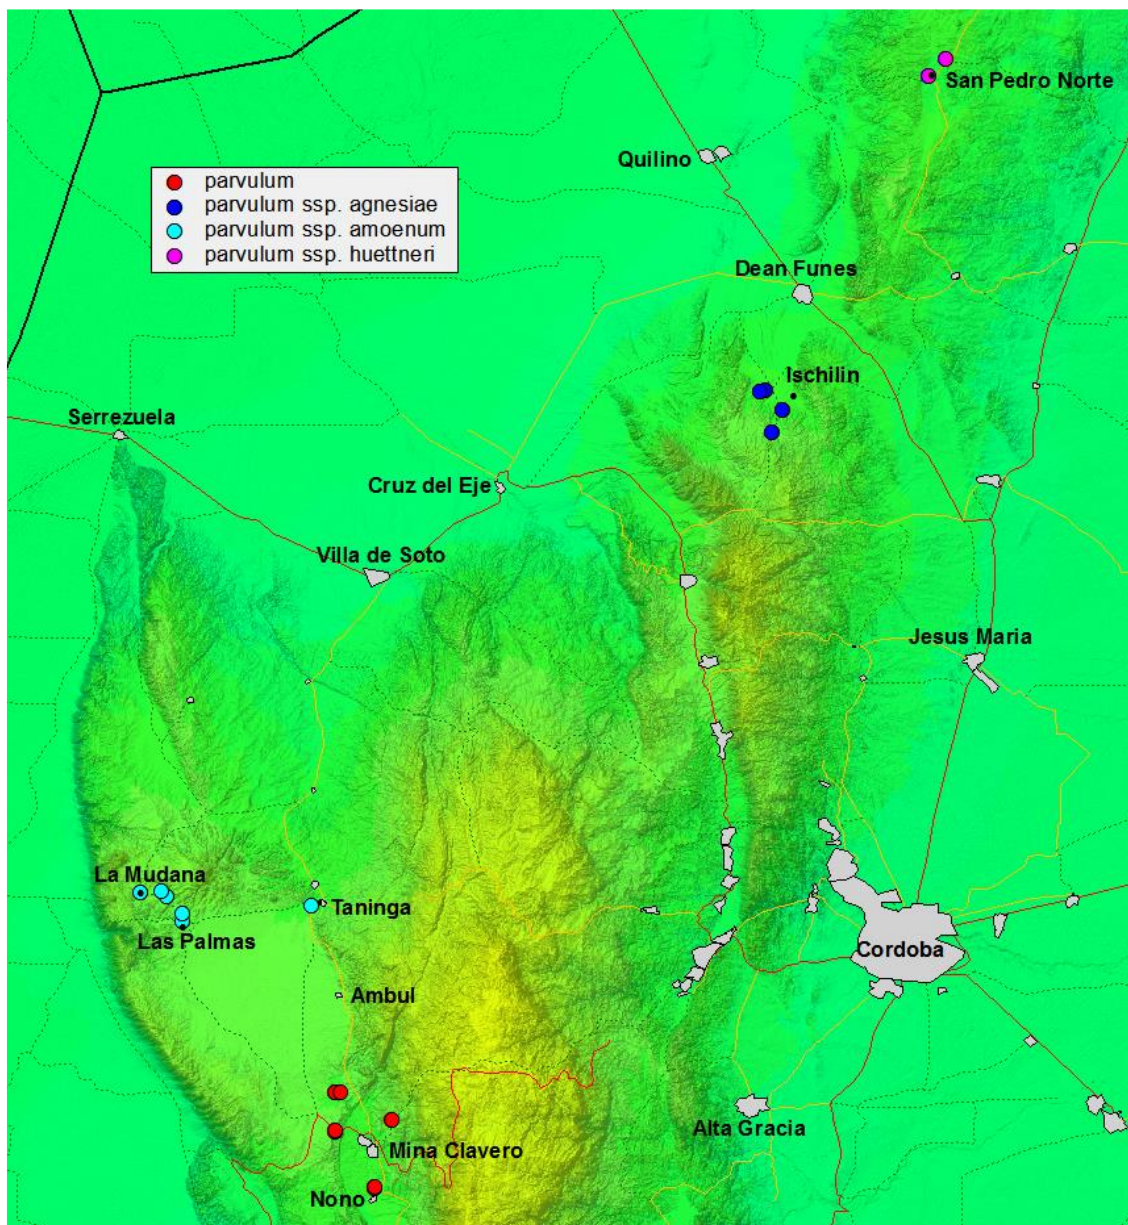 San Pedro Norte
Quilino
parvulum
parvulum ssp. agnesiae
parvulum ssp. amoenum
parvulum ssp. huettneri
Dean Funes
Ischilin
Serrezuela
Cruz del Eje
Villa de Soto
Jesus Maria
La Mudana
Taninga
Las Palmas
Cordoba
Ambul
Alta Gracia
Mina Clavero
Nono